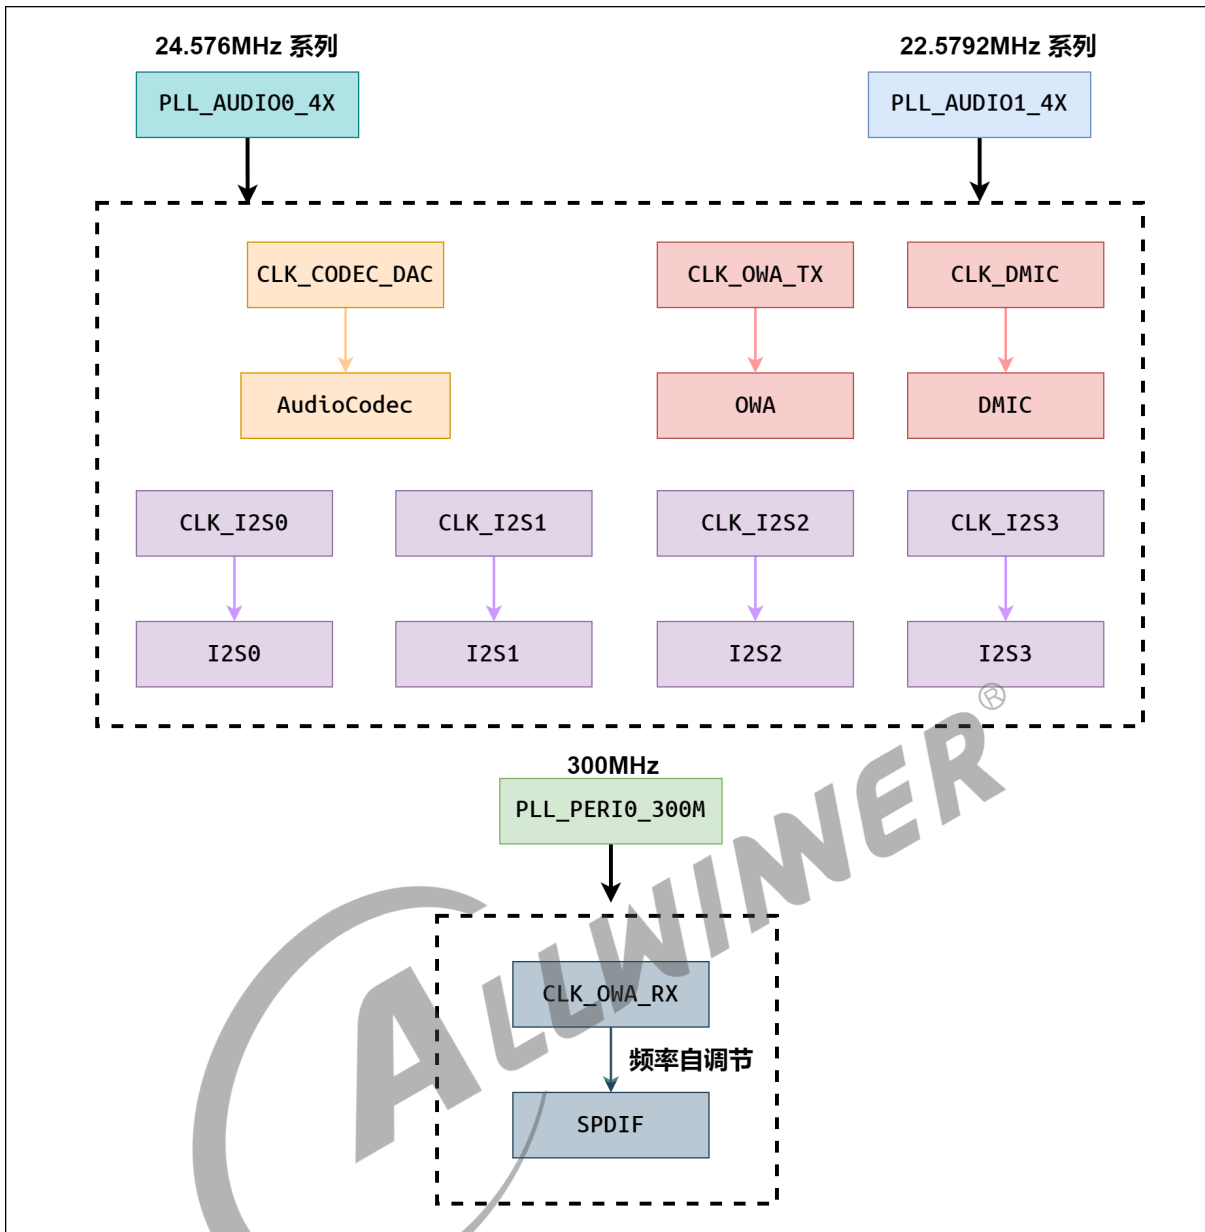 24.576MHz 系列
22.5792MHz 系列
PLL_AUDIO0_4X
PLL_AUDIO1_4X
CLK_CODEC_DAC
CLK_OWA_TX
CLK_DMIC
AudioCodec
OWA
DMIC
CLK_I2S0
CLK_I2S1
CLK_I2S2
CLK_I2S3
I2S0
I2S1
I2S2
I2S3
300MHz
PLL_PERI0_300M
CLK_OWA_RX
频率自调节
SPDIF
ALLWINNER®